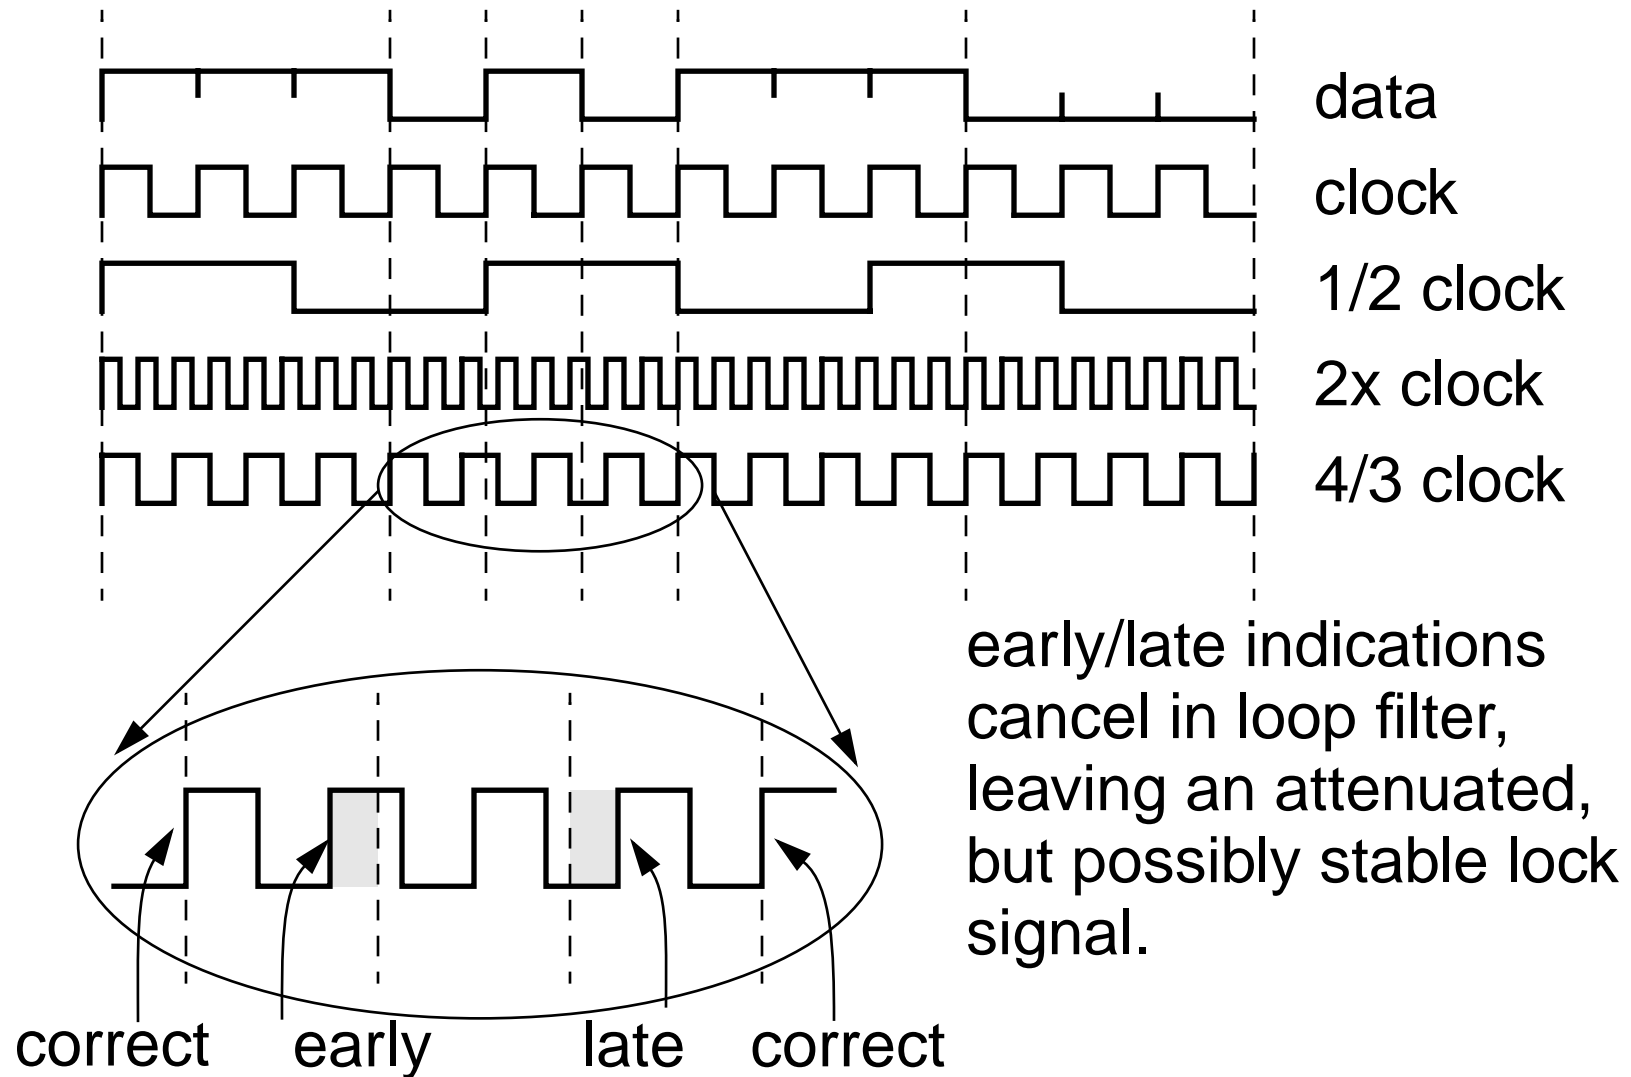 data
clock
1/2 clock
2x clock
4/3 clock
early/late indications
cancel in loop filter,
leaving an attenuated,
but possibly stable lock
signal.
correct early late correct